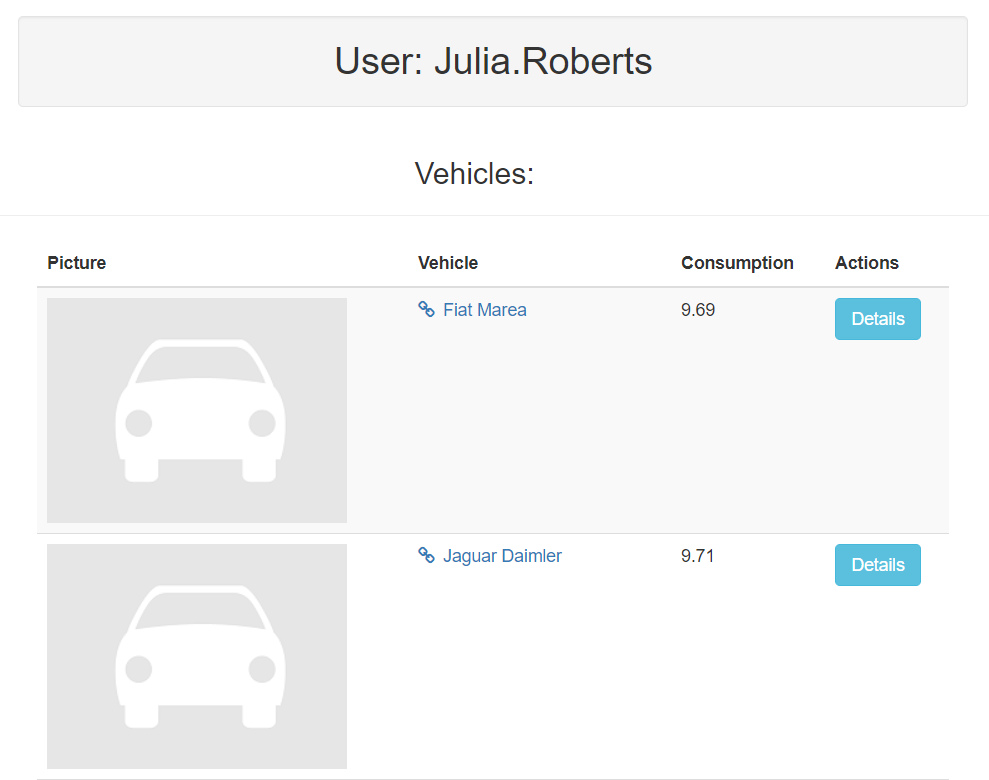 User: Julia.Roberts
Vehicles:
Picture Vehicle Consumption Actions
Fiat Marea 9.69 Details
Jaguar Daimler 9.71 Details